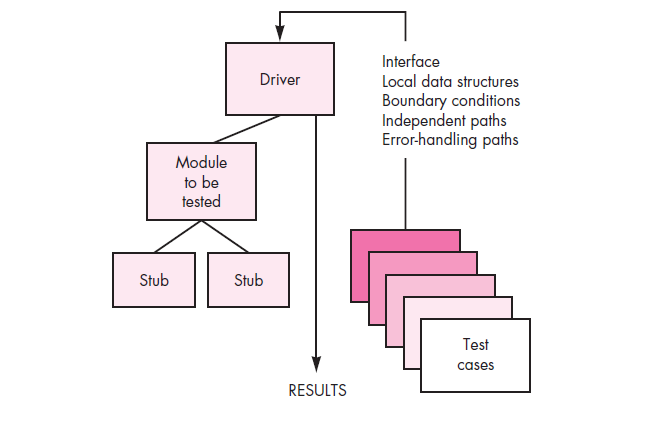 Driver
Interface
Local data structures
Boundary conditions
Independent paths
Error-handling paths
Module
to be
tested
Stub
Stub
Test
cases
RESULTS